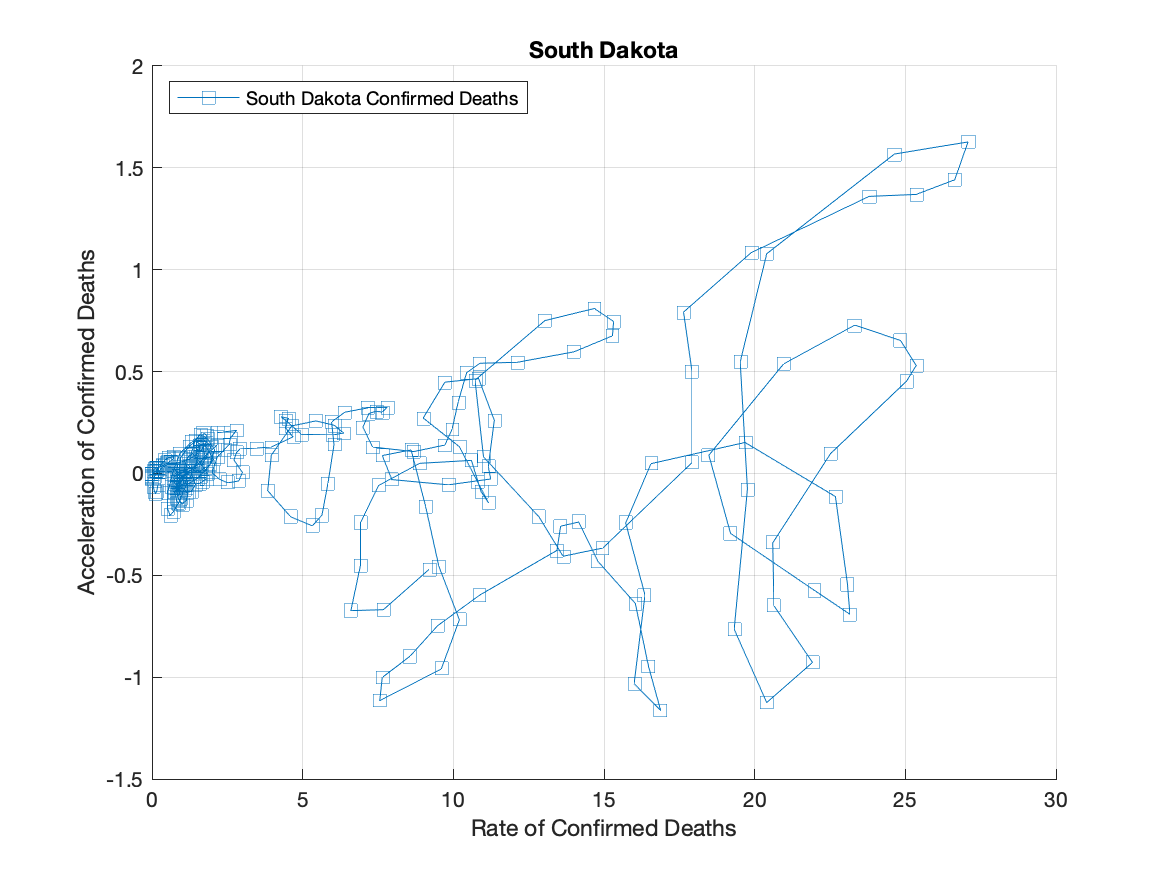 South Dakota
South Dakota Confirmed Deaths
2
1.5
1
0.5
0
-0.5
-1
-1.5
Acceleration of Confirmed Deaths
0 5 10 15 20 25 30
Rate of Confirmed Deaths